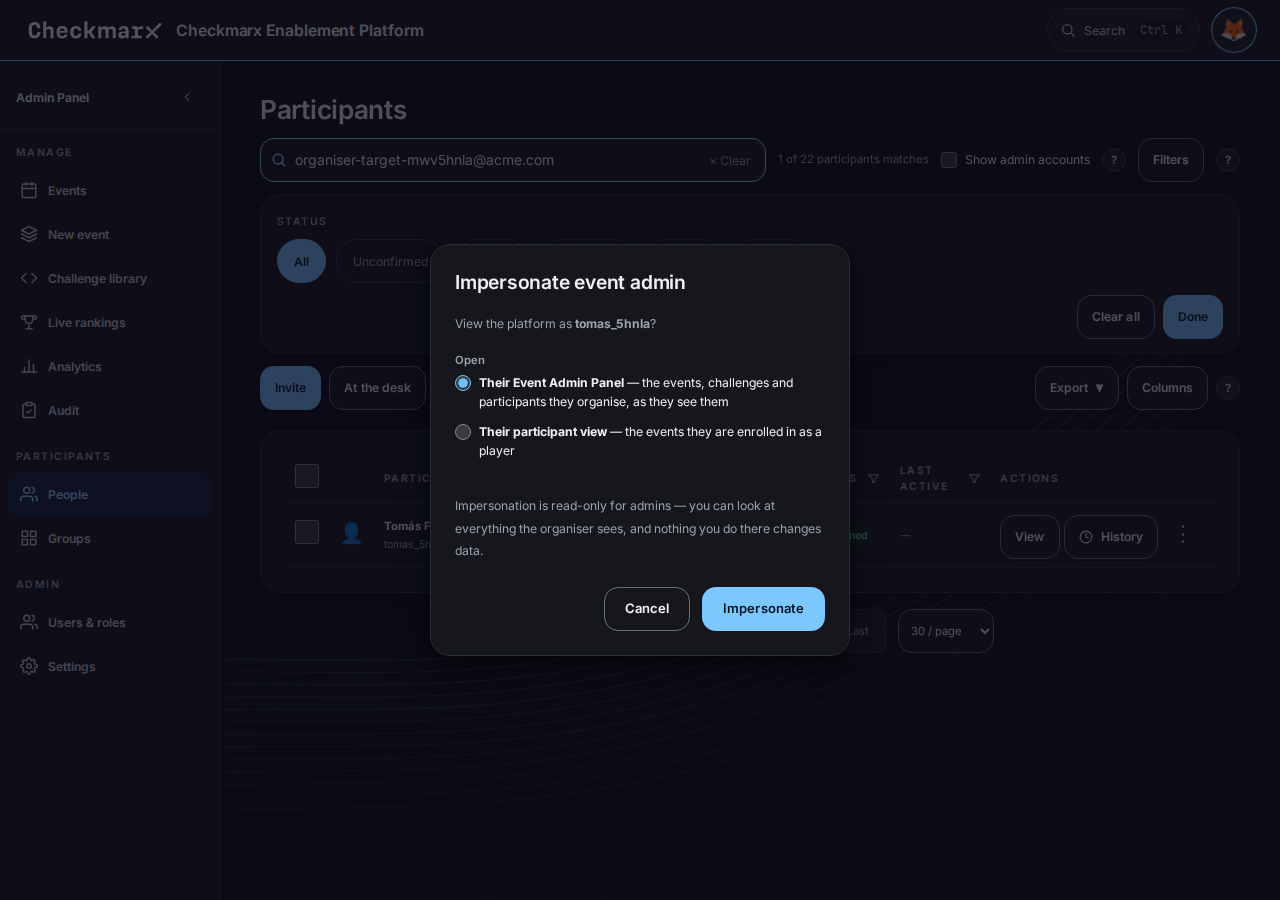 Checkmarx Checkmarx Enablement Platform
Search Ctrl K
Admin Panel
MANAGE
Events
New event
Challenge library
Live rankings
Analytics
Audit
PARTICIPANTS
People
Groups
ADMIN
Users & roles
Settings
Participants
organiser-target-mwv5hnla@acme.com × Clear
1 of 22 participants matches
Show admin accounts
?
Filters
?
STATUS
All
Unconfirmed
Clear all
Done
Invite
At the desk
Export ▼
Columns
?
LAST
ACTIVE
ACTIONS
Tomás
tomas_5h
—
View
History
Last
30 / page
Impersonate event admin
View the platform as tomas_5hnla?
Open
Their Event Admin Panel — the events, challenges and
participants they organise, as they see them
Their participant view — the events they are enrolled in as a
player
Impersonation is read-only for admins — you can look at
everything the organiser sees, and nothing you do there changes
data.
Cancel
Impersonate